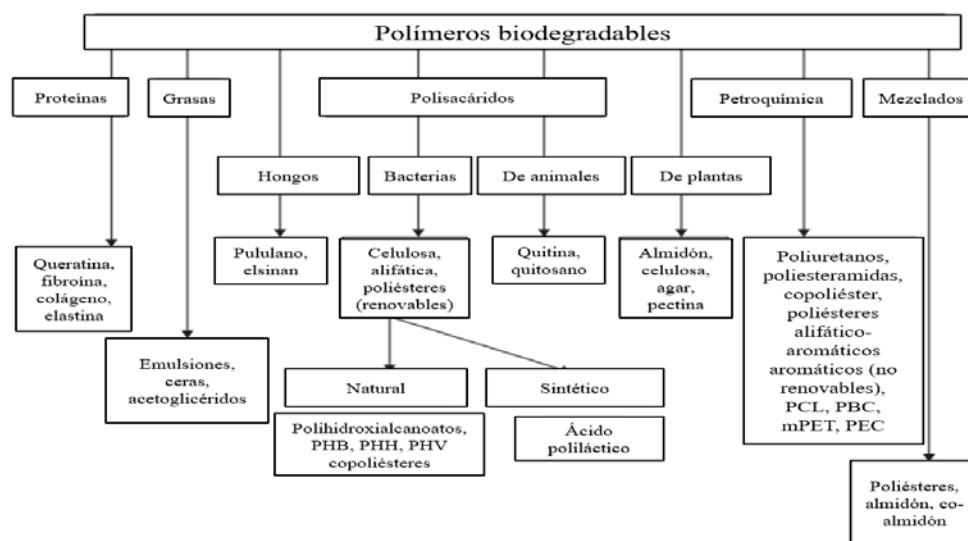 Polímeros biodegradables
Proteínas
Grasas
Polisacáridos
Petroquímica
Mezclados
Hongos
Bacterias
De animales
De plantas
Queratina,
fibroína,
colágeno,
elastina
Pululano,
elsinan
Celulosa,
alifática,
poliésteres
(renovables)
Quitina,
quitosano
Almidón,
celulosa,
agar,
pectina
Poliuretanos,
poliesteramidas,
copoliéster,
poliésteres
alifático-
aromáticos
aromáticos (no
renovables),
PCL, PBC,
mPET, PEC
Emulsiones,
ceras,
acetoglicéridos
Natural
Sintético
Polihidroxialcanoatos,
PHB, PHH, PHV
copoliésteres
Ácido
poliláctico
Poliésteres,
almidón, co-
almidón